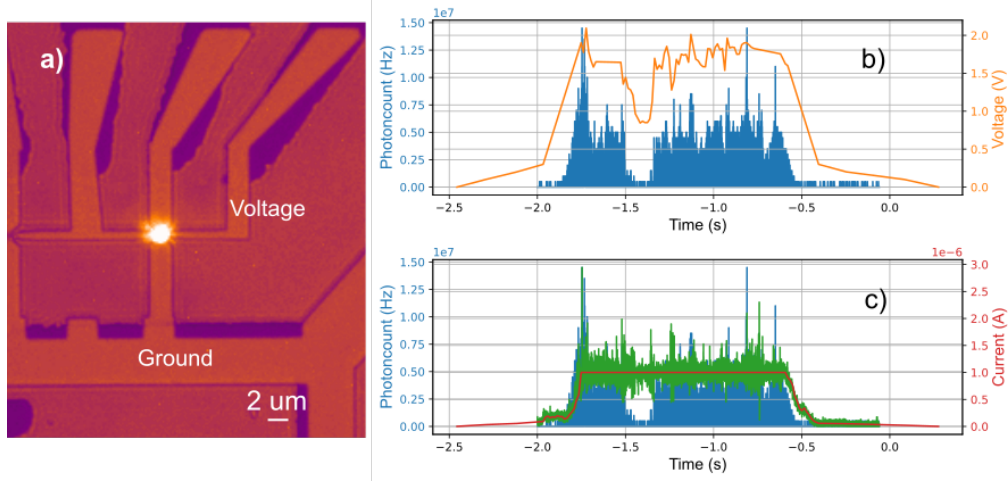 a)
Voltage
Ground
2 um
1e7
b)
Photoncount (Hz)
1.50
1.25
1.00
0.75
0.50
0.25
0.00
2.0
1.5
1.0
0.5
0.0
Voltage (V)
−2.5 −2.0 −1.5 −1.0 −0.5 0.0
Time (s)
1e7
1e-6
c)
Photoncount (Hz)
1.50
1.25
1.00
0.75
0.50
0.25
0.00
3.0
2.5
2.0
1.5
1.0
0.5
0.0
Current (A)
−2.5 −2.0 −1.5 −1.0 −0.5 0.0
Time (s)